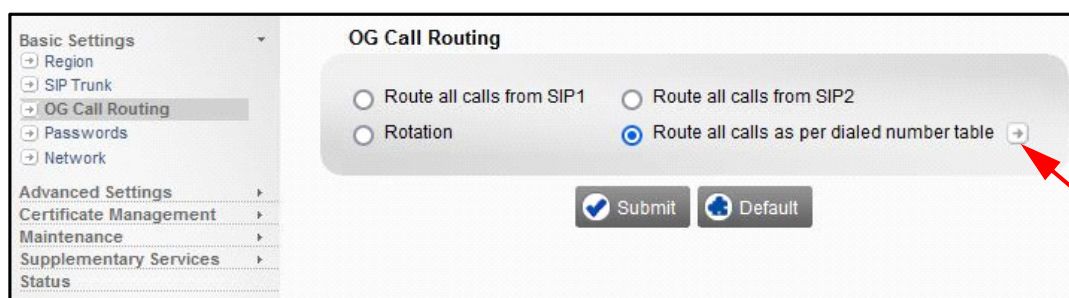 Basic Settings
Region
SIP Trunk
OG Call Routing
Passwords
Network
Advanced Settings
Certificate Management
Maintenance
Supplementary Services
Status
OG Call Routing
Route all calls from SIP1
Route all calls from SIP2
Rotation
Route all calls as per dialed number table
Submit
Default